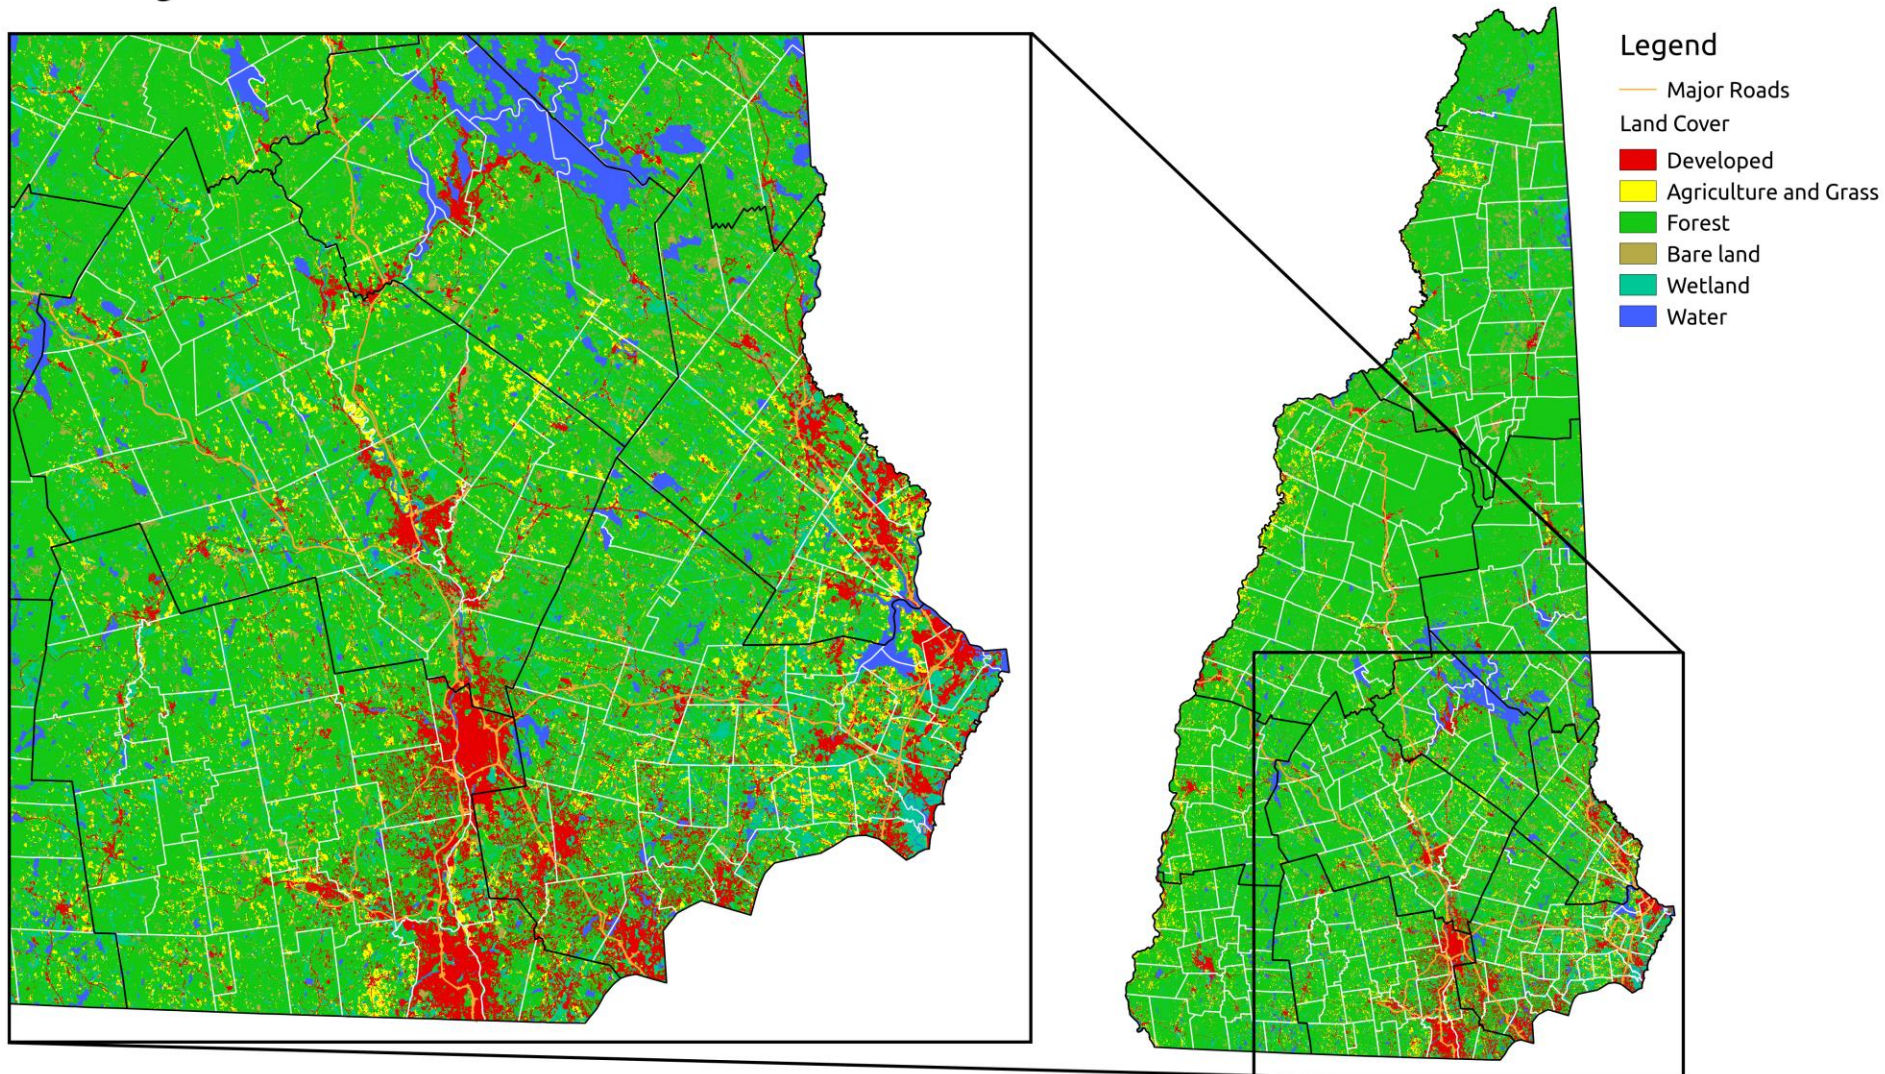 Legend
Major Roads
Land Cover
Developed
Agriculture and Grass
Forest
Bare land
Wetland
Water